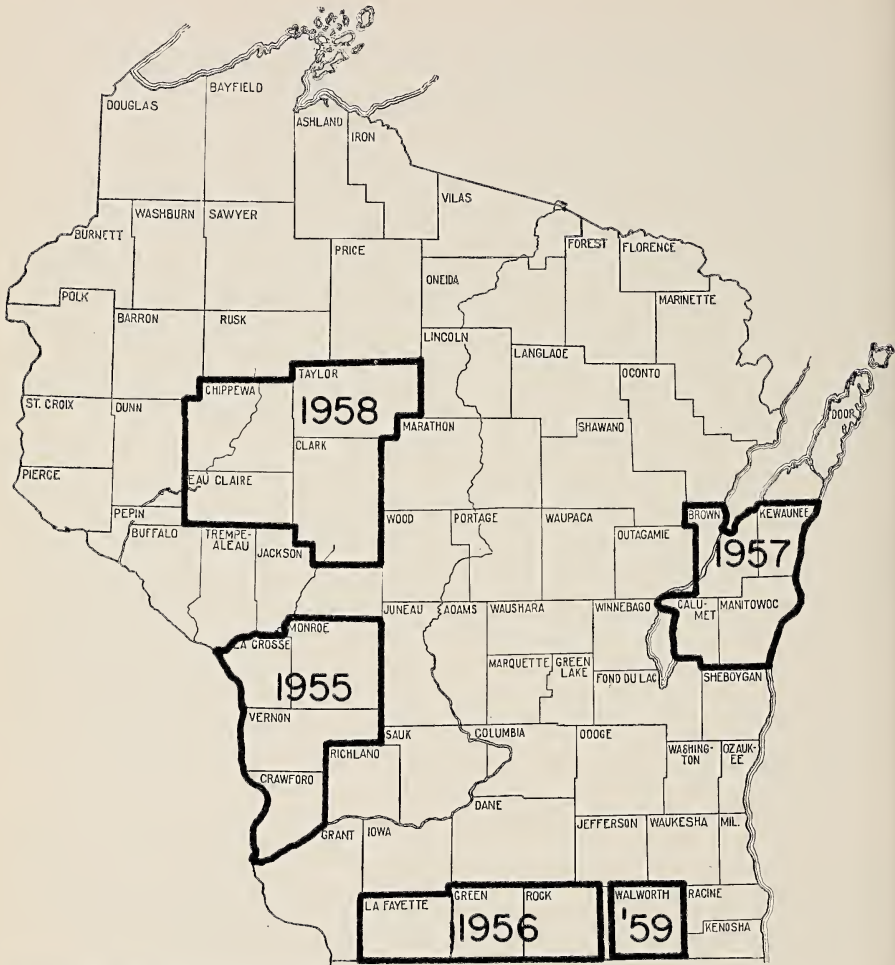 BAYFIELD
DOUGLAS
ASHLAND
IRON
VILAS
WASHBURN
SAWYER
BURNETT
PRICE
FOREST
FLORENCE
ONEIDA
POLK
MARINETTE
BARRON
RUSK
LINCOLN
LANGLADE
TAYLOR
OCONTO
CHIPPEWA
1958
ST. CROIX
DUNN
DOOR
MARATHON
SHAWANO
CLARK
PIERCE
EAU CLAIRE
PEPIN
WOOD
PORTAGE
WAUPACA
BROWN
KEWAUNEE
BUFFALO
TREMPE-
ALEAU
JACKSON
OUTAGAMIE
1957
JUNEAU
ADAMS
WAUSHARA
WINNEBAGO
CALU-
MET
MANITOWOC
MONROE
LA CROSSE
MARQUETTE
GREEN
LAKE
FOND DU LAC
SHEBOYGAN
1955
VERNON
SAUK
COLUMBIA
DODGE
RICHLAND
WASHING-
TON
OZAUK-
EE
CRAWFORD
DANE
GRANT
IOWA
JEFFERSON
WAUKESHA
MIL.
LA FAYETTE
GREEN
ROCK
WALWORTH
RACINE
1956
'59
KENOSHA